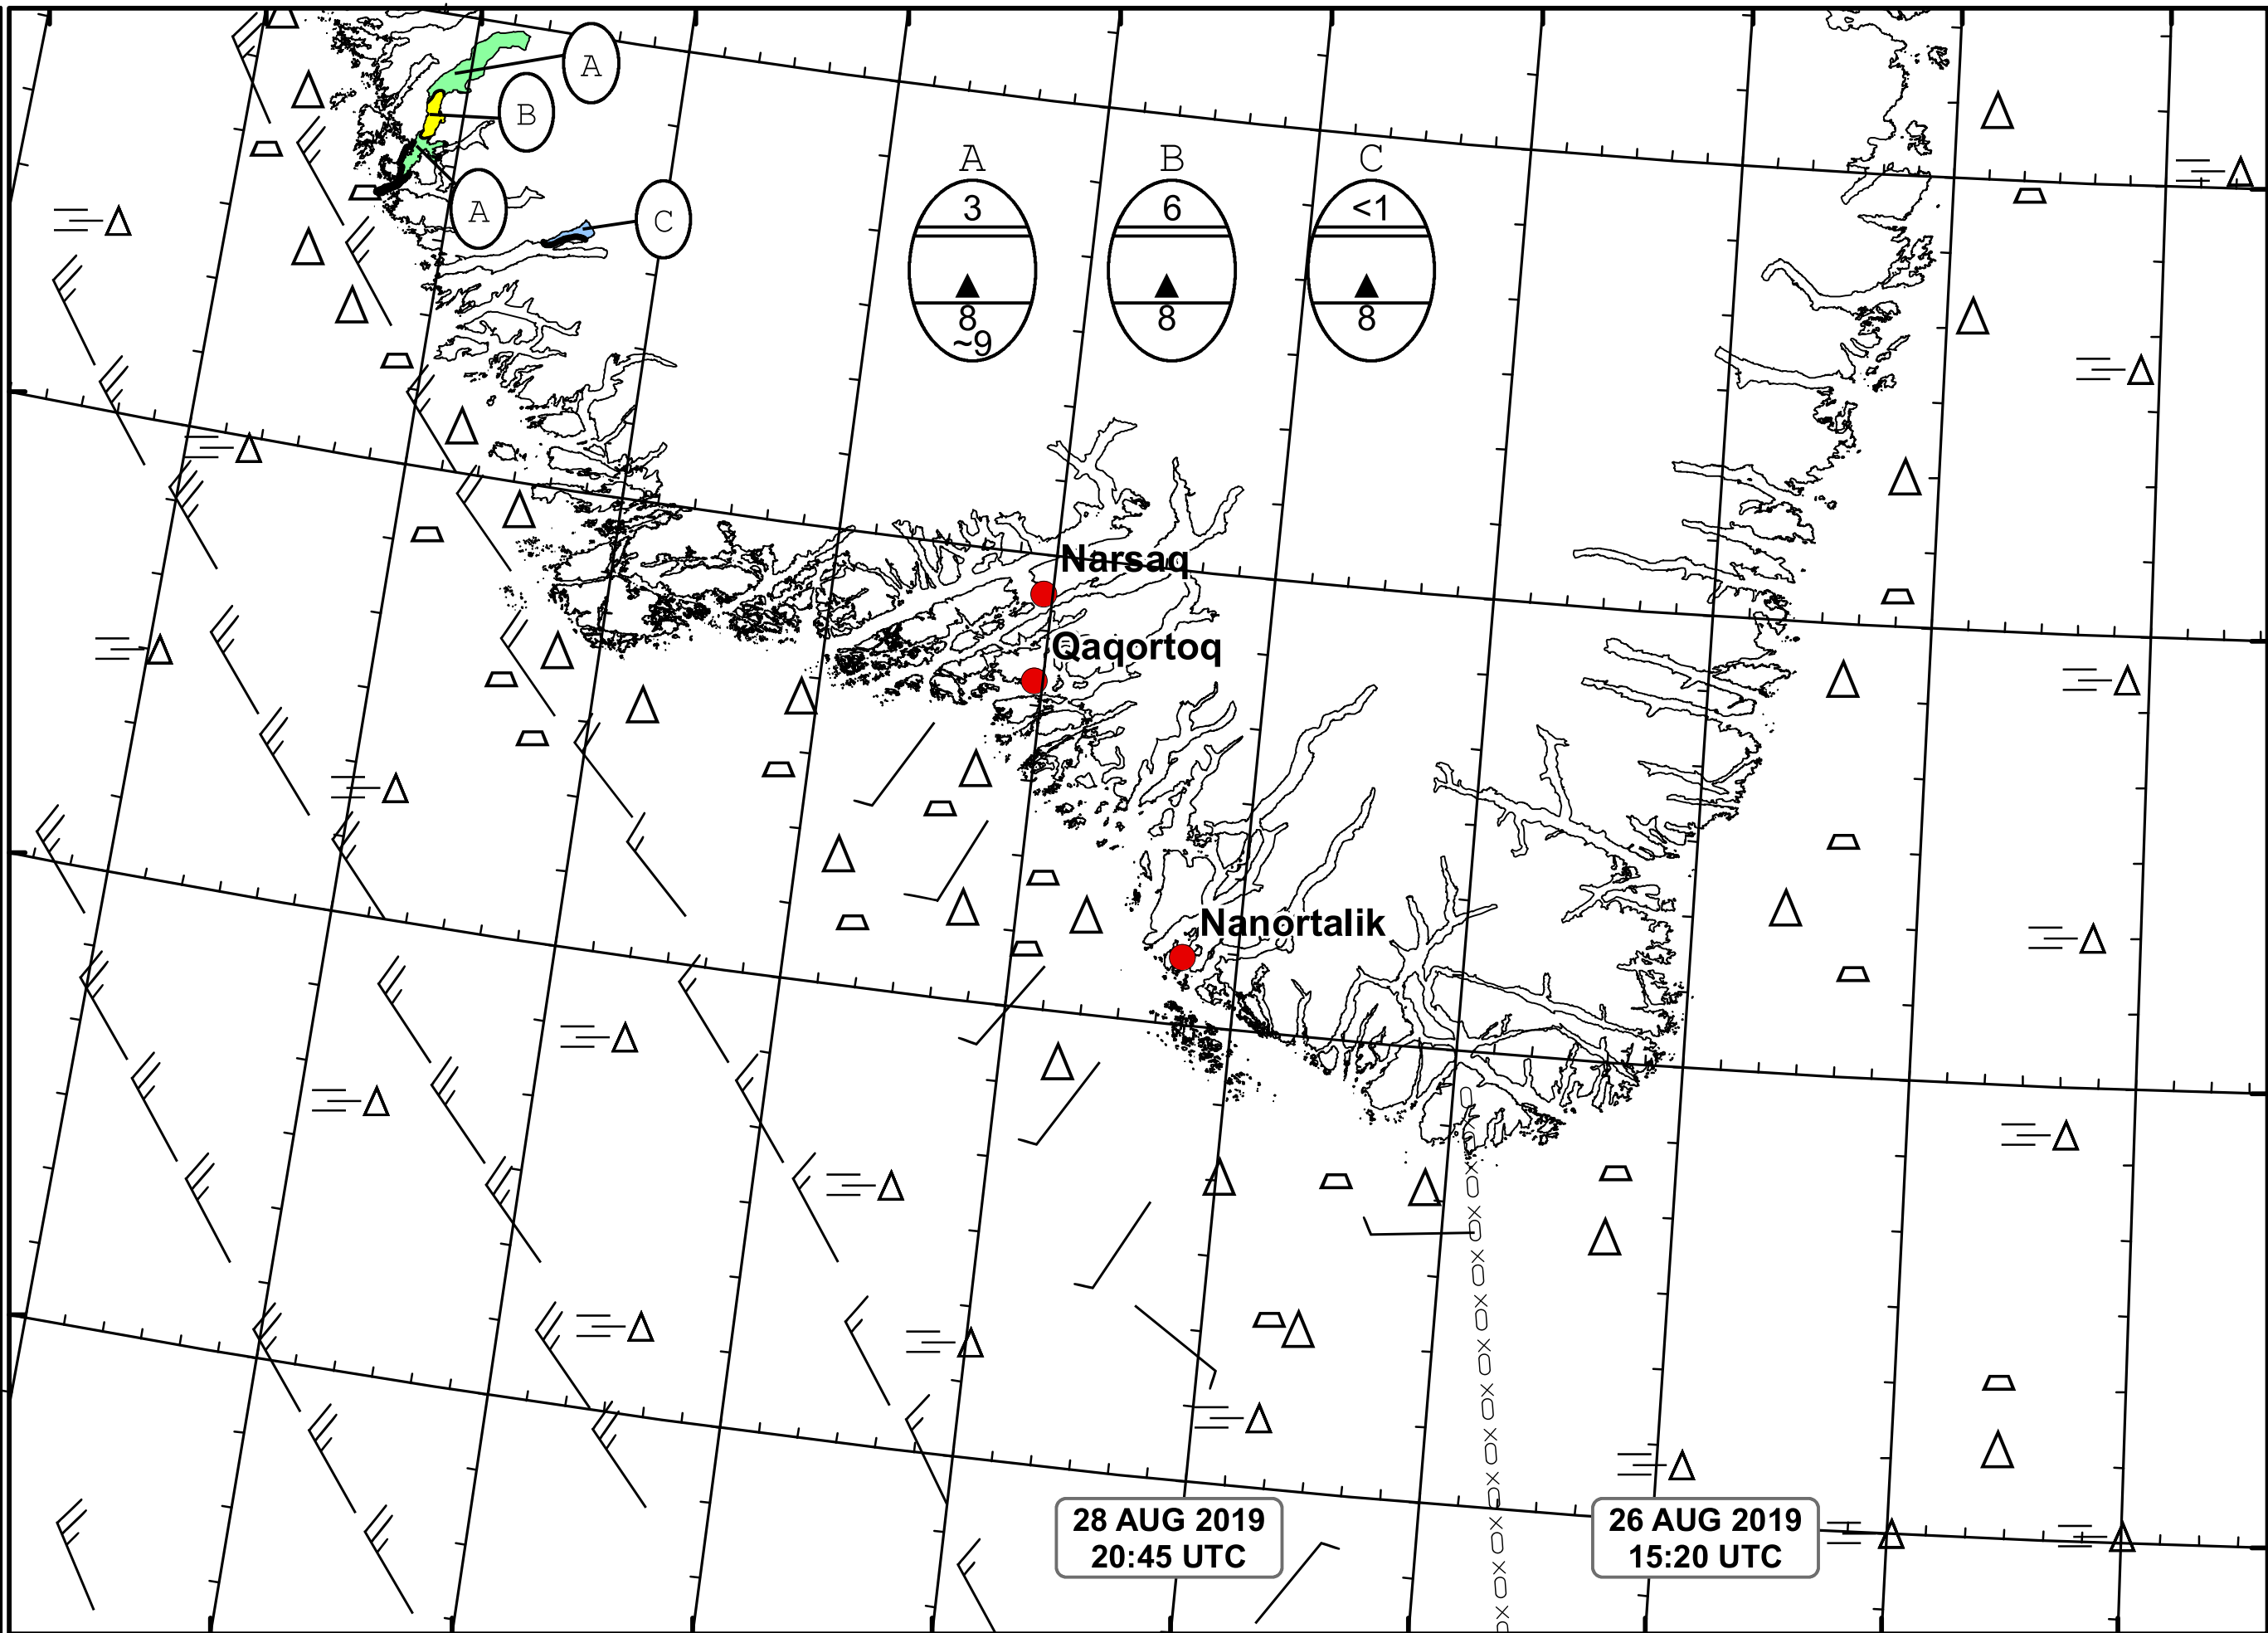 A
B
A
C
A B C
3 6 <1
8 8 8
~9
Narsaq
Qaqortoq
Nanortalik
28 AUG 2019
20:45 UTC
26 AUG 2019
15:20 UTC